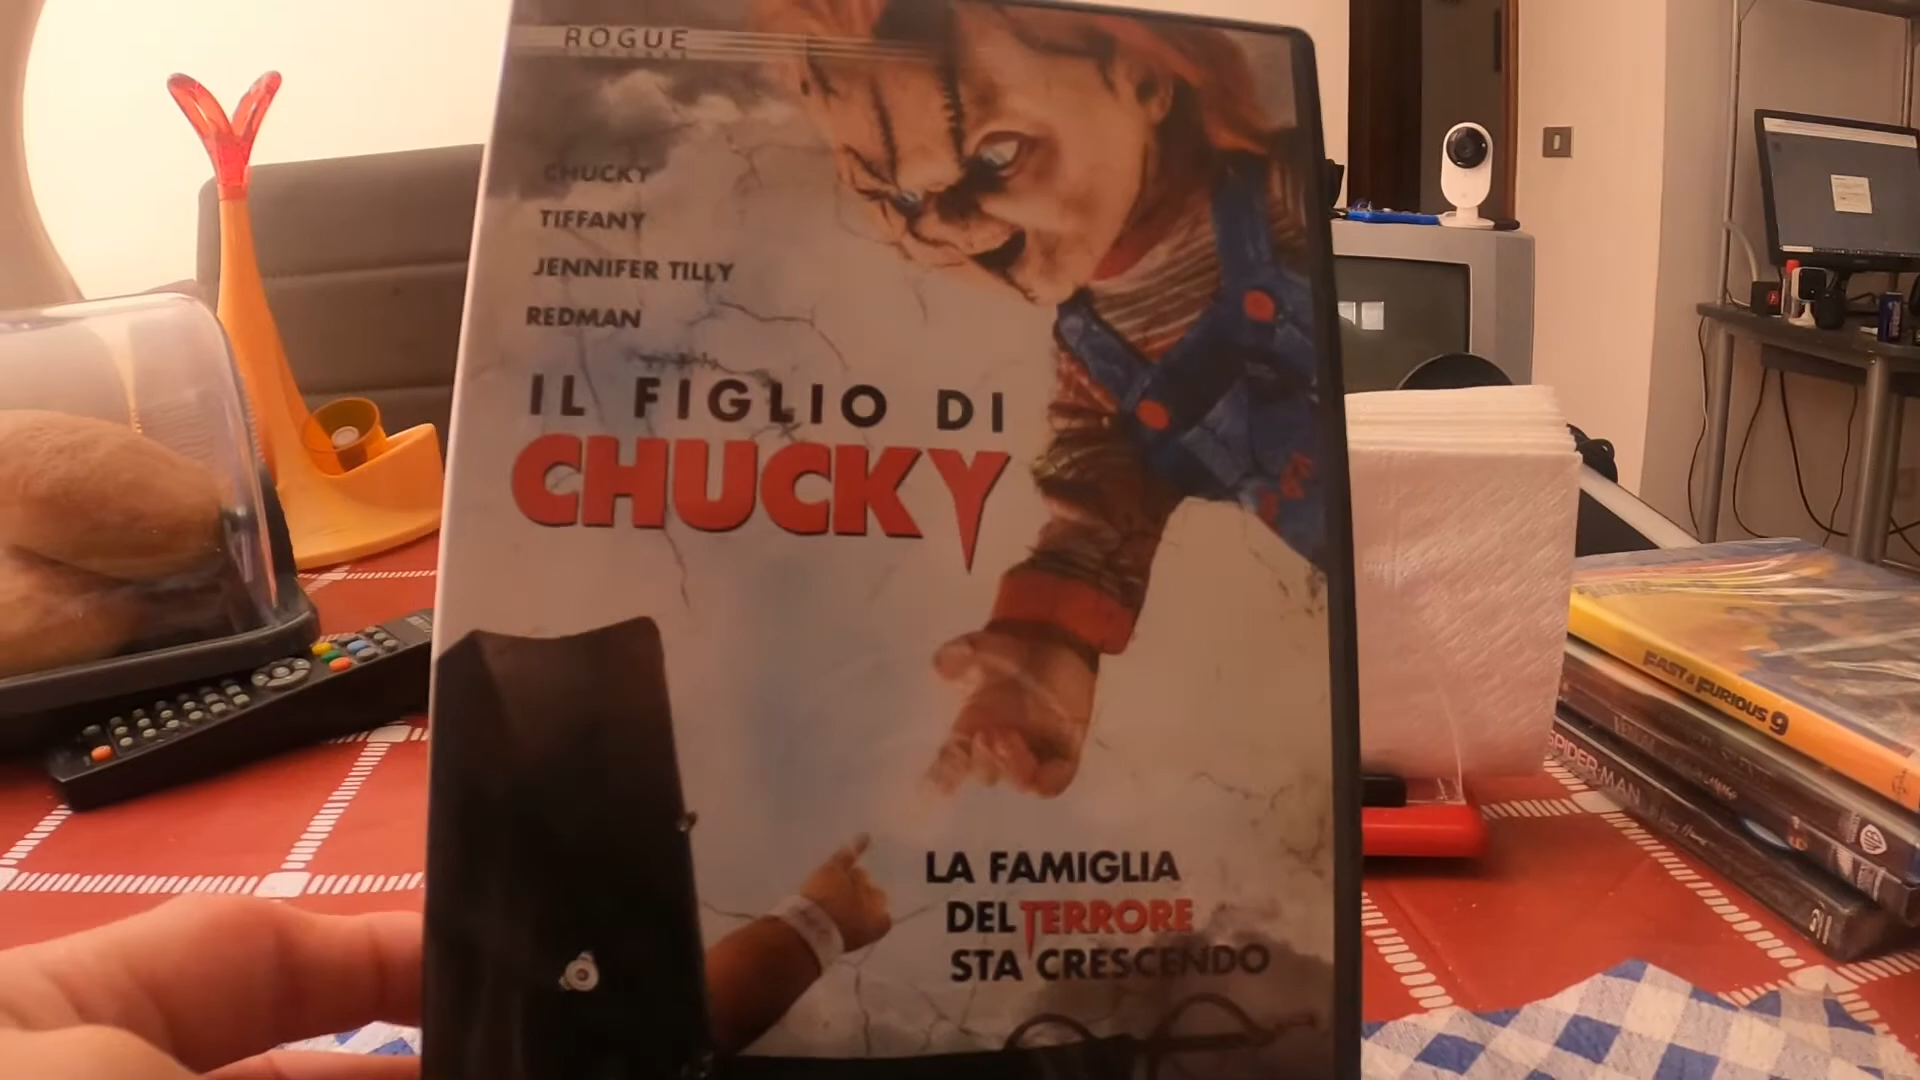 ROGUE
CHUCKY
TIFFANY
JENNIFER TILLY
REDMAN
IL FIGLIO DI
CHUCKY
LA FAMIGLIA
DEL TERRORE
STA CRESCENDO
FAST & FURIOUS 9
SPIDER-MAN